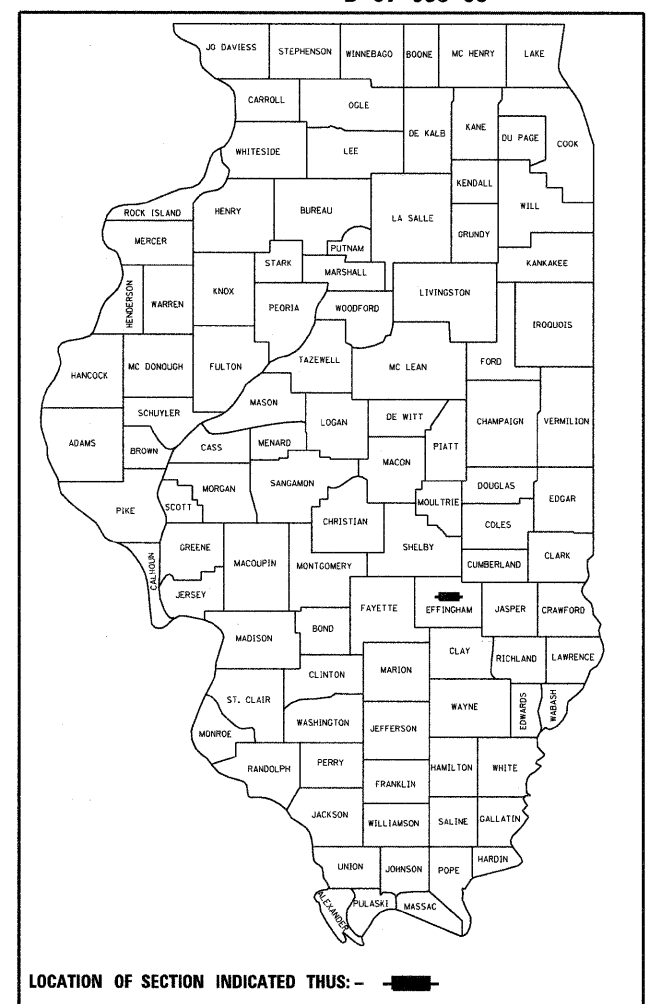 JO DAVIESS STEPHENSON WINNEBAGO BOONE MC HENRY LAKE
CARROLL OGLE DE KALB KANE DU PAGE COOK
WHITESIDE LEE
KENDALL
ROCK ISLAND HENRY BUREAU LA SALLE WILL
MERCER PUTNAM GRUNDY
STARK MARSHALL KANKAKEE
HENDERSON WARREN KNOX PEORIA WOODFORD LIVINGSTON IROQUOIS
HANCOCK MC DONOUGH FULTON TAZEWELL MC LEAN FORD
MASON
SCHUYLER LOGAN DE WITT CHAMPAIGN VERMILION
ADAMS BROWN CASS MENARD PIATT
MACON
PIKE SCOTT MORGAN SANGAMON MOULTRIE DOUGLAS EDGAR
CHRISTIAN COLES
CALHOUN GREENE MACOUPIN MONTGOMERY SHELBY CUMBERLAND CLARK
JERSEY FAYETTE EFFINGHAM JASPER CRAWFORD
MADISON BOND
CLAY RICHLAND LAWRENCE
CLINTON MARION
ST. CLAIR WAYNE EDWARDS WABASH
WASHINGTON JEFFERSON
MONROE
RANDOLPH PERRY HAMILTON WHITE
FRANKLIN
JACKSON WILLIAMSON SALINE GALLATIN
UNION JOHNSON POPE HARDIN
ALEXANDER PULASKI MASSAC
LOCATION OF SECTION INDICATED THUS: -